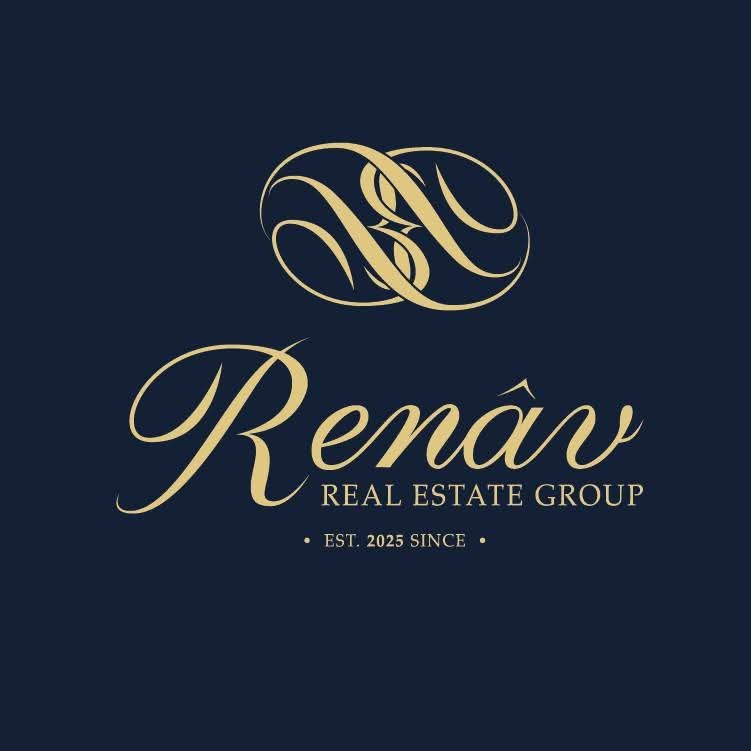 Renâv
REAL ESTATE GROUP
• EST. 2025 SINCE •